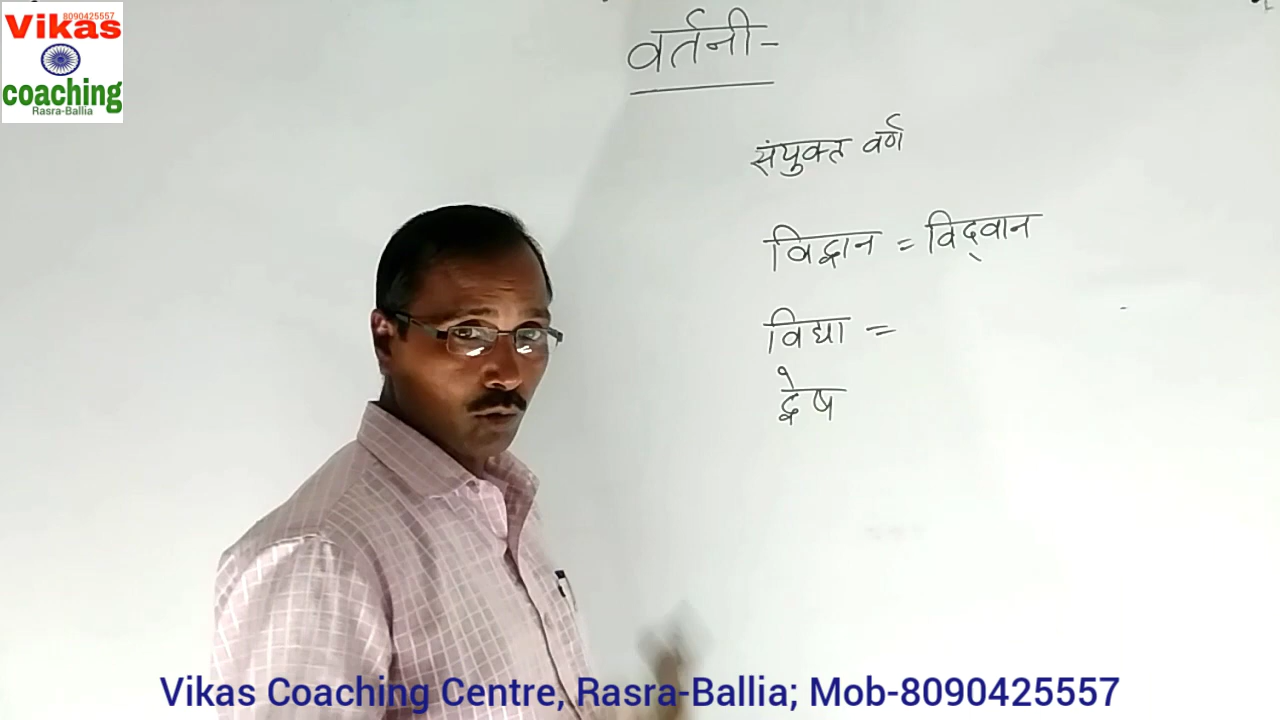 8090425557
Vikas
coaching
Rasra-Ballia
वर्तनी-
संयुक्त वर्ण
विद्वान = विद्‌वान
विद्या =
द्वेष
Vikas Coaching Centre, Rasra-Ballia; Mob-8090425557